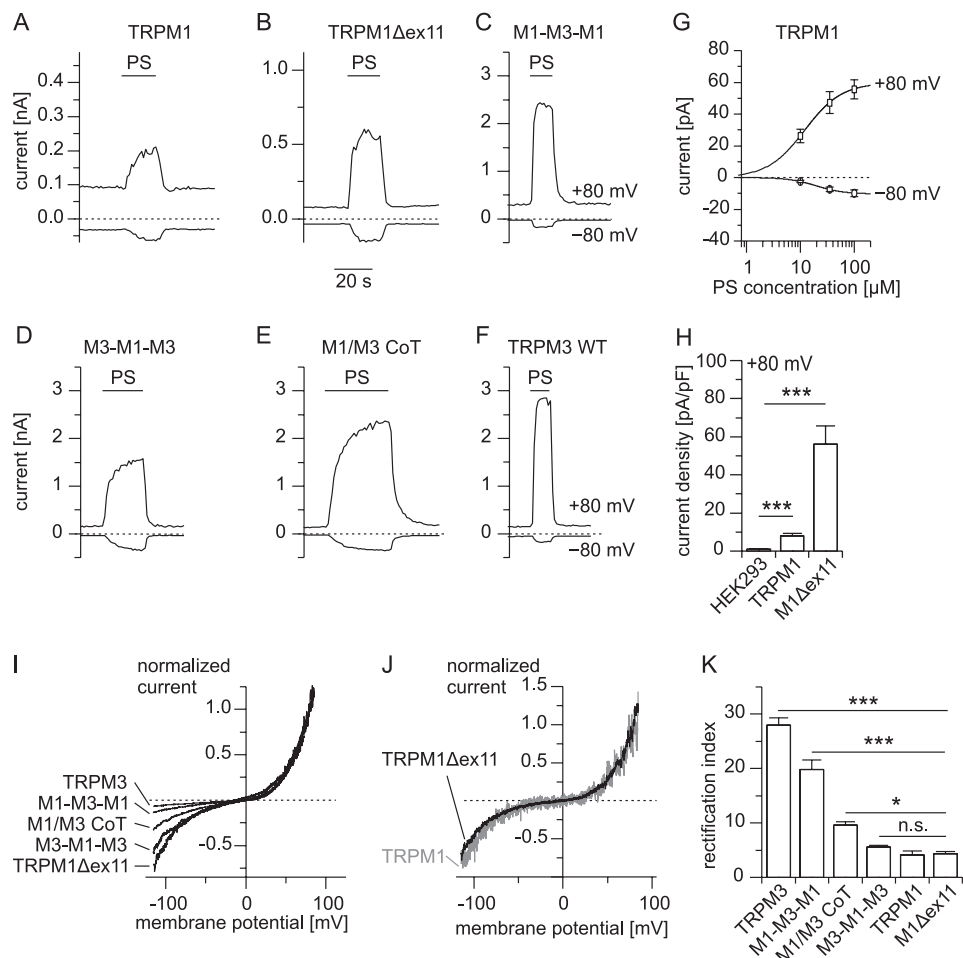 A TRPM1
B TRPM1Δex11
C M1-M3-M1
G TRPM1
PS
PS
PS
current [nA]
0.4
0.3
0.2
0.1
0.0
1.0
0.5
0.0
3
2
1
0
+80 mV
−80 mV
20 s
current [pA]
80
60
40
20
0
-20
-40
+80 mV
−80 mV
1 10 100
PS concentration [µM]
D M3-M1-M3
E M1/M3 CoT
F TRPM3 WT
H
PS
PS
PS
current [nA]
3
2
1
0
3
2
1
0
3
2
1
0
+80 mV
−80 mV
current density [pA/pF]
100
80
60
40
20
0
+80 mV
***
***
HEK293
TRPM1
M1Δex11
I normalized current
1.0
0.5
-0.5
TRPM3
M1-M3-M1
M1/M3 CoT
M3-M1-M3
TRPM1Δex11
-100 0 100
membrane potential [mV]
J normalized current
1.5
1.0
0.5
-0.5
TRPM1Δex11
TRPM1
-100 0 100
membrane potential [mV]
K
rectification index
30
20
10
0
***
***
*
n.s.
TRPM3
M1-M3-M1
M1/M3 CoT
M3-M1-M3
TRPM1
M1Δex11